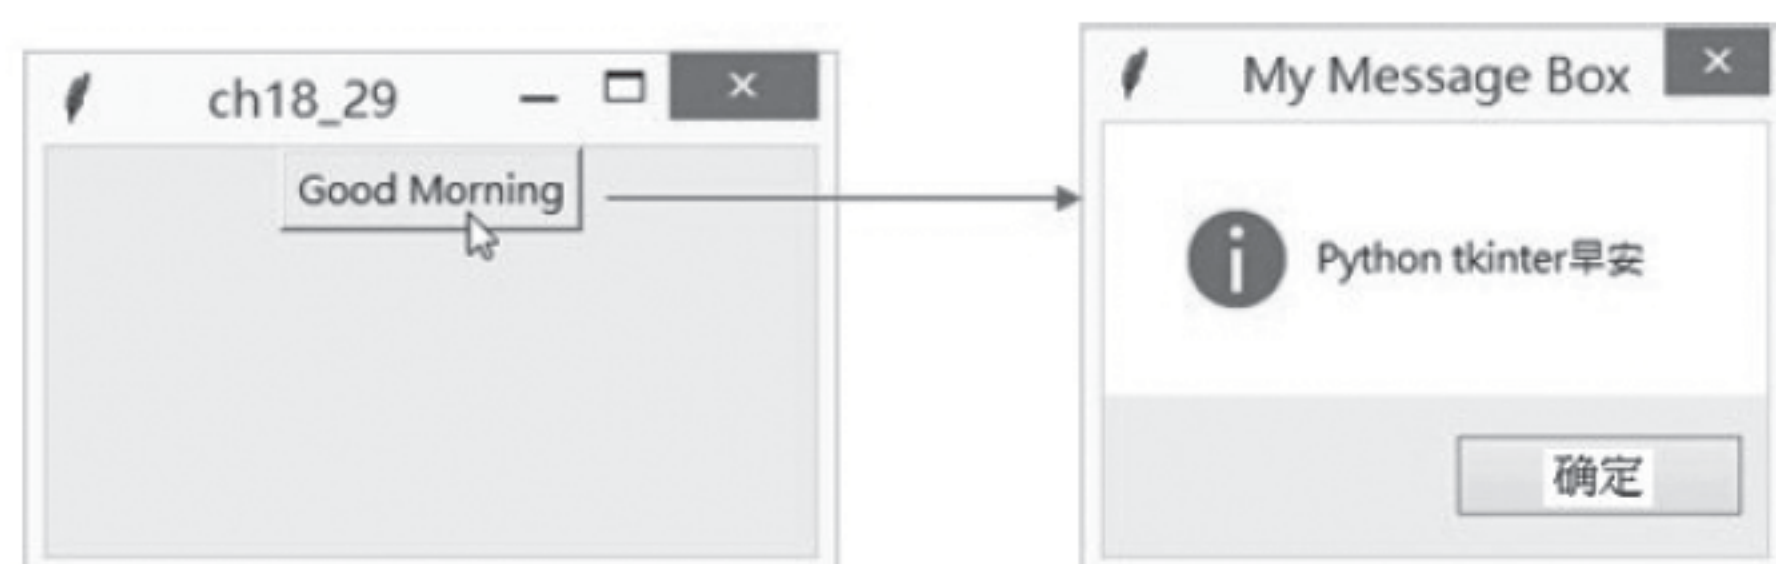 ch18_29
Good Morning
My Message Box
Python tkinter早安
确定